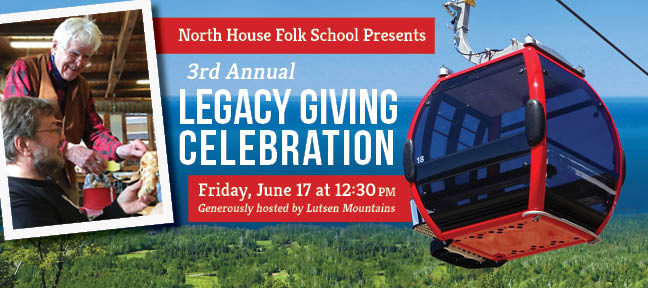 North House Folk School Presents
3rd Annual
LEGACY GIVING
CELEBRATION
Friday, June 17 at 12:30 PM
Generously hosted by Lutsen Mountains
18